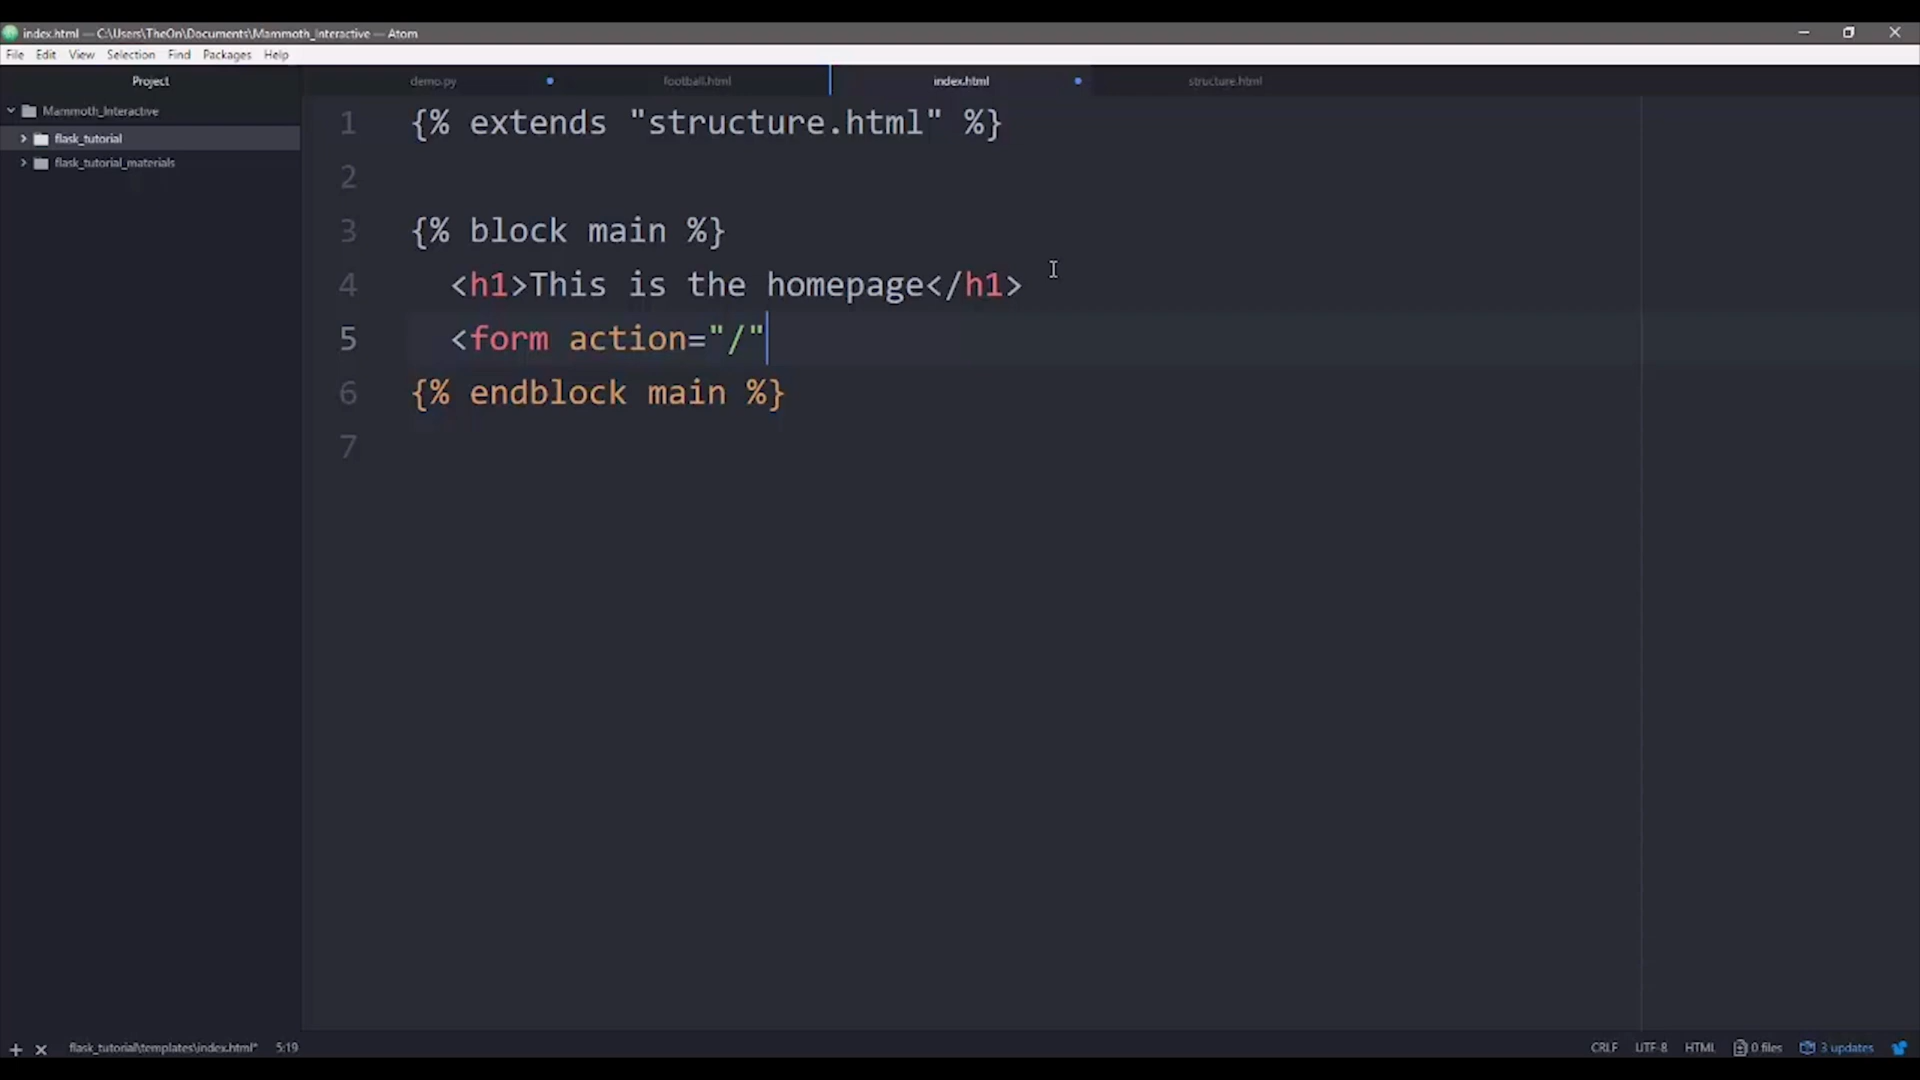 index.html — C:\Users\TheOn\Documents\Mammoth_Interactive — Atom
File Edit View Selection Find Packages Help
Project demo.py football.html index.html structure.html
Mammoth_Interactive
flask_tutorial
flask_tutorial_materials
1 {% extends "structure.html" %}
2
3 {% block main %}
4 <h1>This is the homepage</h1>
5 <form action="/"
6 {% endblock main %}
7
flask_tutorial\templates\index.html* 5:19 CRLF UTF-8 HTML 0 files 3 updates